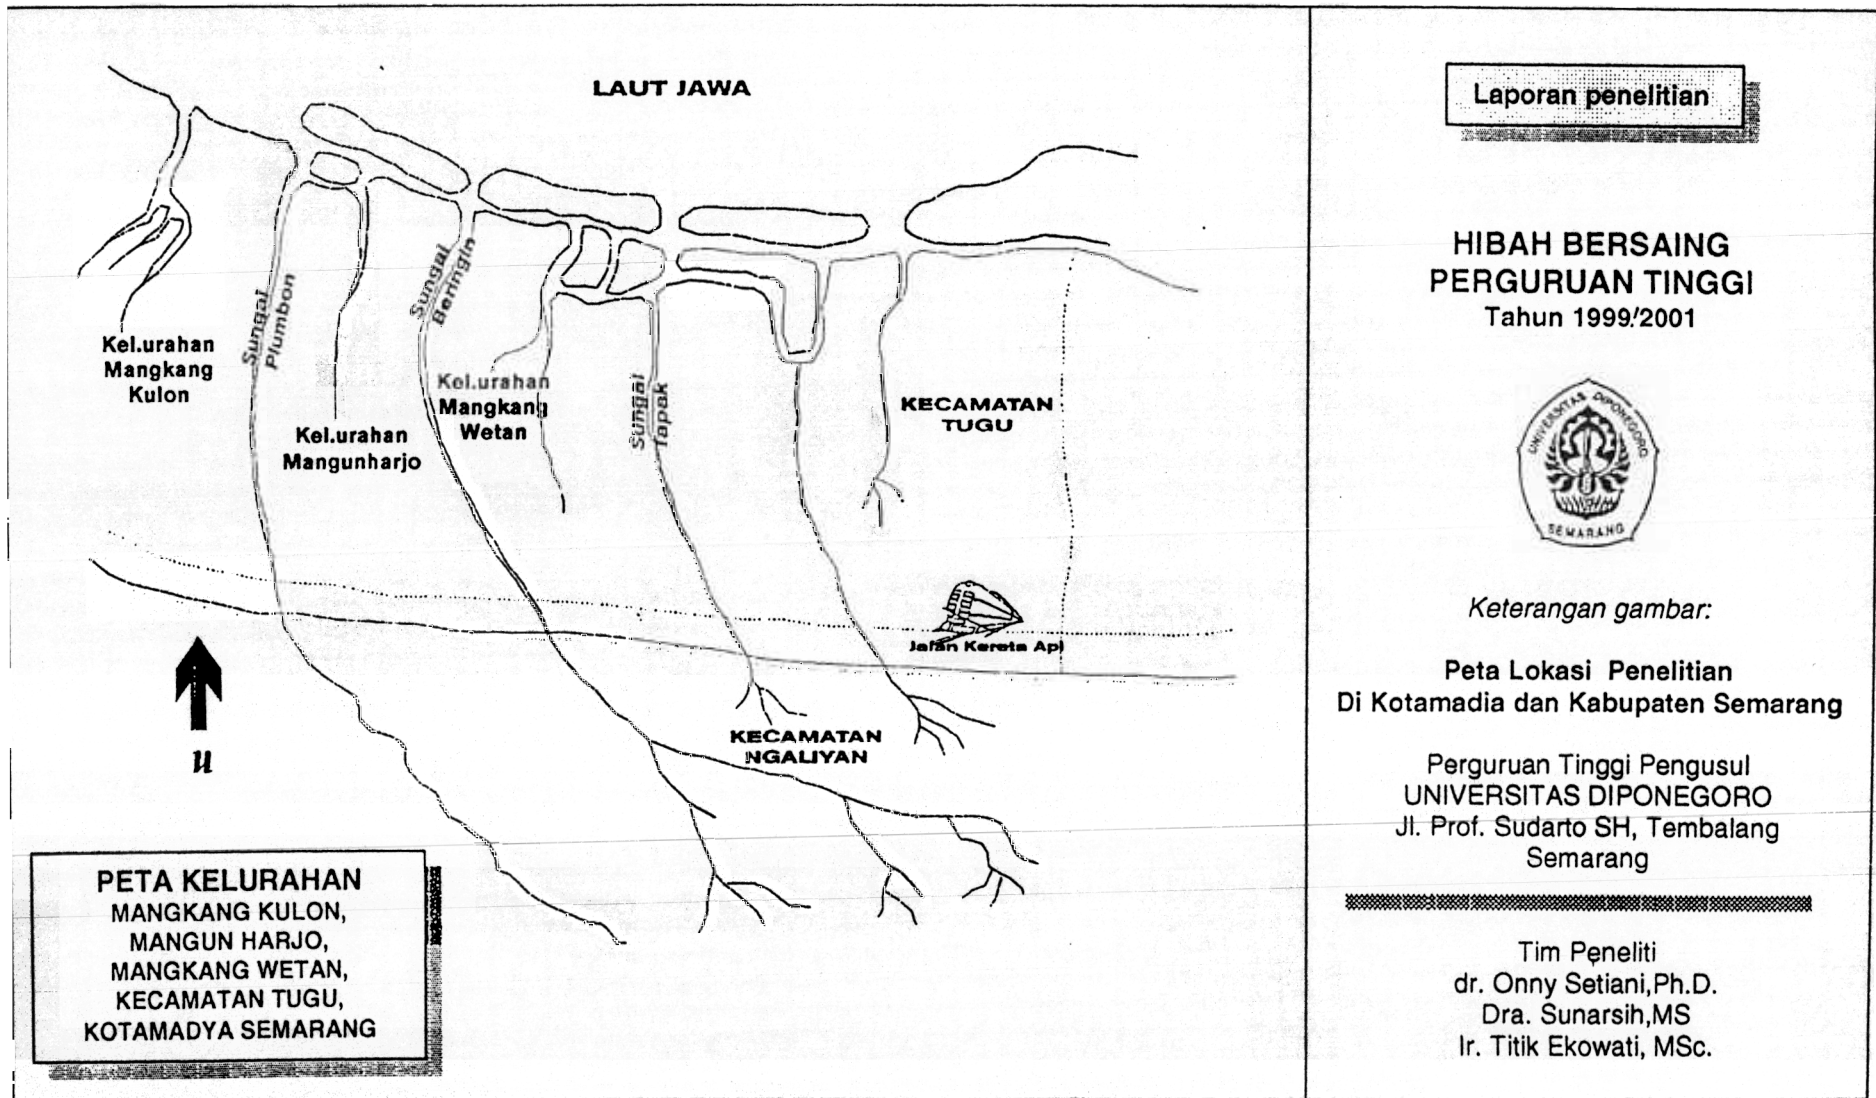 LAUT JAWA
Sungai
Plumbon
Sungai
Beringin
Kel.urahan
Mangkang
Kulon
Kel.urahan
Mangunharjo
Kel.urahan
Mangkang
Wetan
Sungai
Tapak
KECAMATAN
TUGU
Jalan Kereta Api
KECAMATAN
NGALIYAN
u
PETA KELURAHAN
MANGKANG KULON,
MANGUN HARJO,
MANGKANG WETAN,
KECAMATAN TUGU,
KOTAMADYA SEMARANG
Laporan penelitian
HIBAH BERSAING
PERGURUAN TINGGI
Tahun 1999/2001
UNIVERSITAS DIPONEGORO
SEMARANG
Keterangan gambar:
Peta Lokasi Penelitian
Di Kotamadia dan Kabupaten Semarang
Perguruan Tinggi Pengusul
UNIVERSITAS DIPONEGORO
Jl. Prof. Sudarto SH, Tembalang
Semarang
Tim Peneliti
dr. Onny Setiani,Ph.D.
Dra. Sunarsih,MS
Ir. Titik Ekowati, MSc.